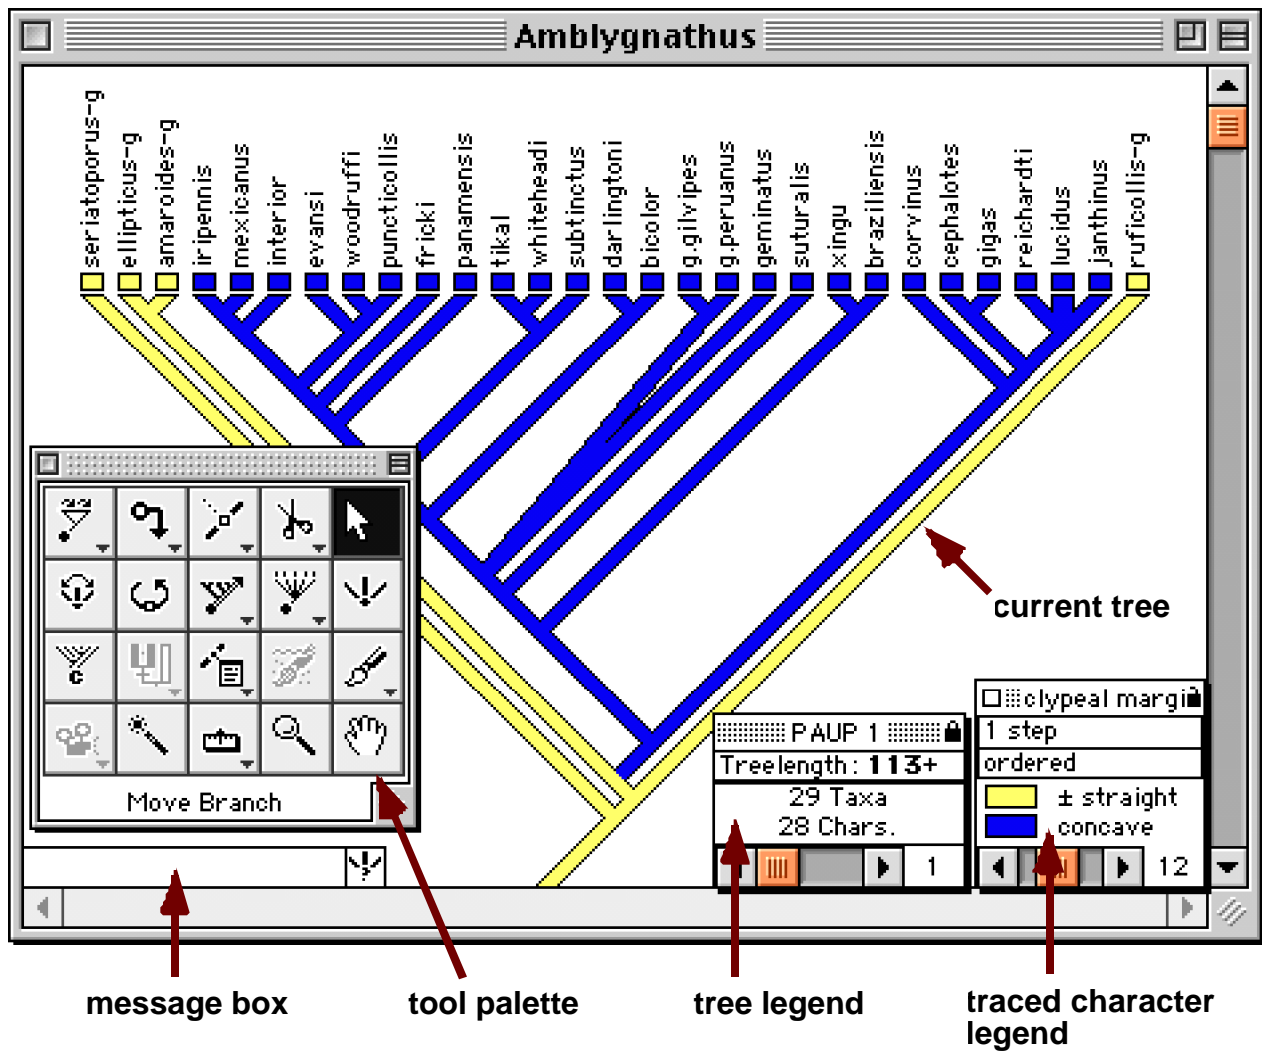 Amblygnathus
seriatoporus-g
ellipticus-g
amaroides-g
iripennis
mexicanus
interior
evansi
woodruffi
puncticollis
fricki
panamensis
tikal
whiteheadi
subtinctus
darlingtoni
bicolor
g.gilvipes
g.peruanus
geminatus
suturalis
xingu
braziliensis
corvinus
cephalotes
gigas
reichardti
lucidus
janthinus
ruficollis-g
current tree
C
Move Branch
PAUP 1
Treelength: 113+
29 Taxa
28 Chars.
1
clypeal margi
1 step
ordered
± straight
concave
12
message box
tool palette
tree legend
traced character
legend